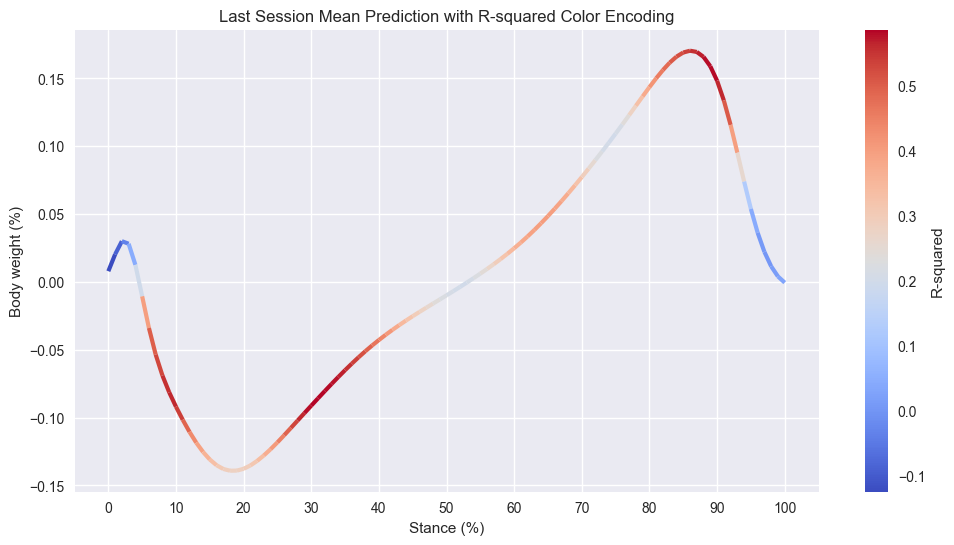 Last Session Mean Prediction with R-squared Color Encoding
Body weight (%)
0.15
0.10
0.05
0.00
−0.05
−0.10
−0.15
0 10 20 30 40 50 60 70 80 90 100
Stance (%)
0.5
0.4
0.3
0.2
0.1
0.0
−0.1
R-squared